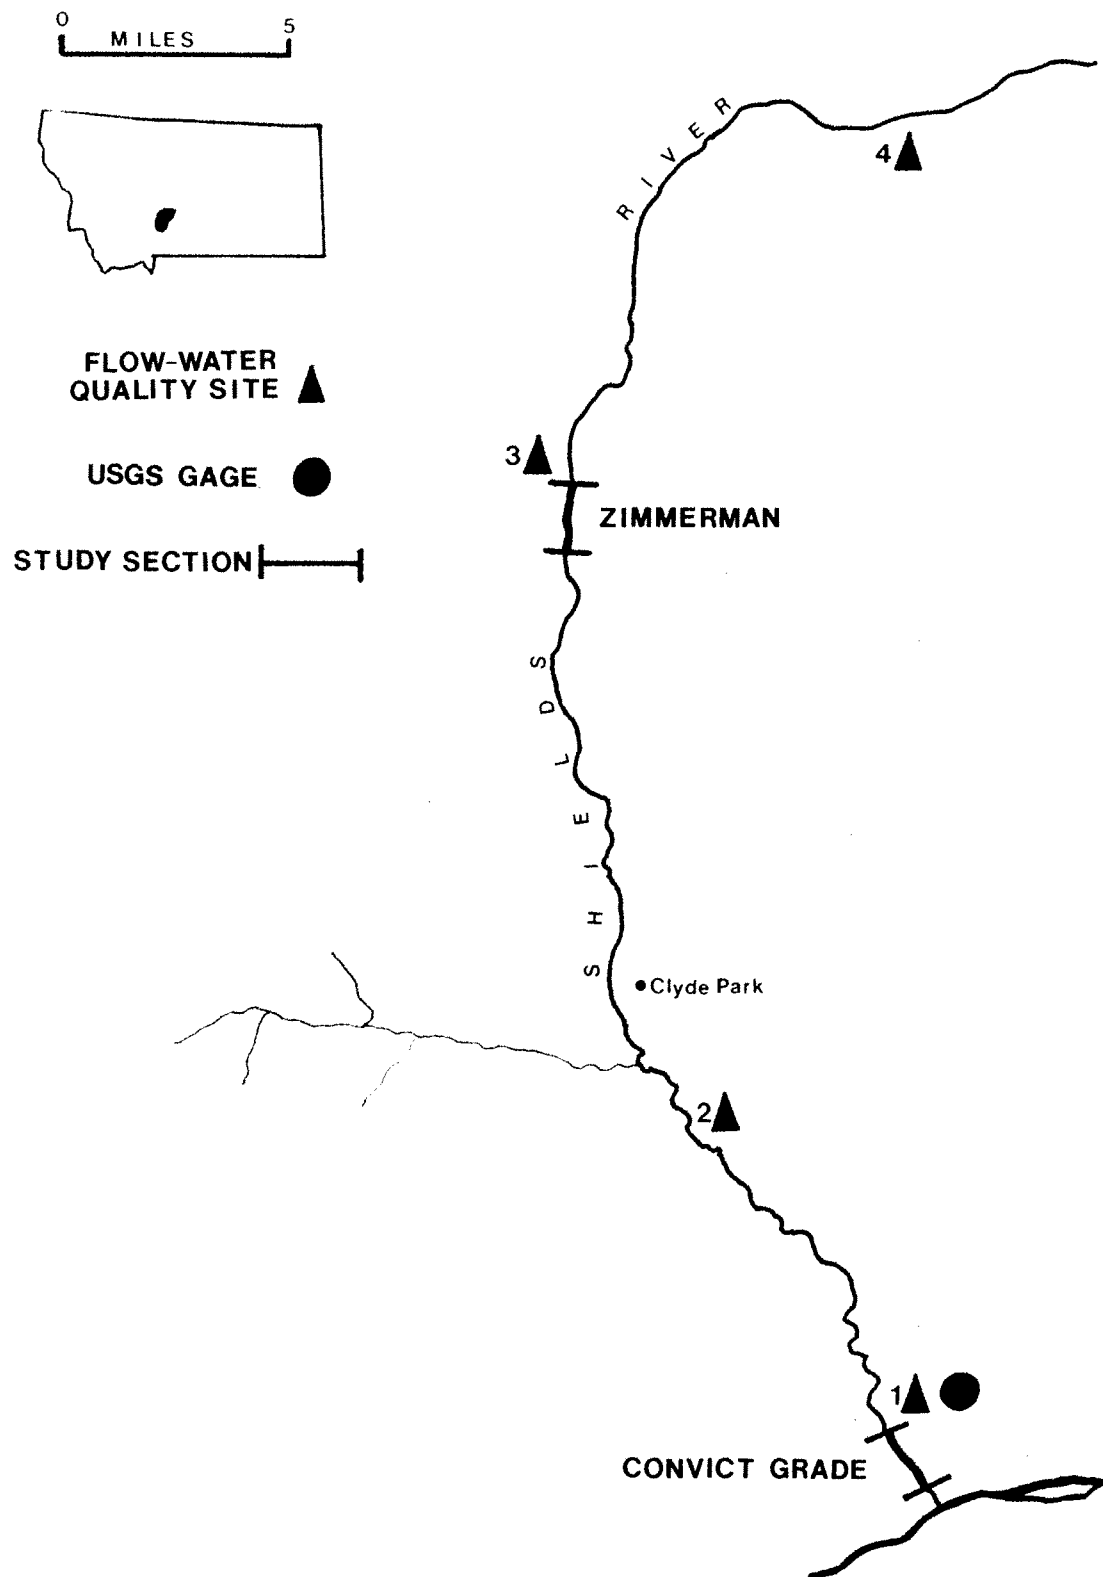 0 5
MILES
RIVER
4
FLOW-WATER
QUALITY SITE
3
USGS GAGE
ZIMMERMAN
STUDY SECTION
SHIELDS
Clyde Park
2
1
CONVICT GRADE